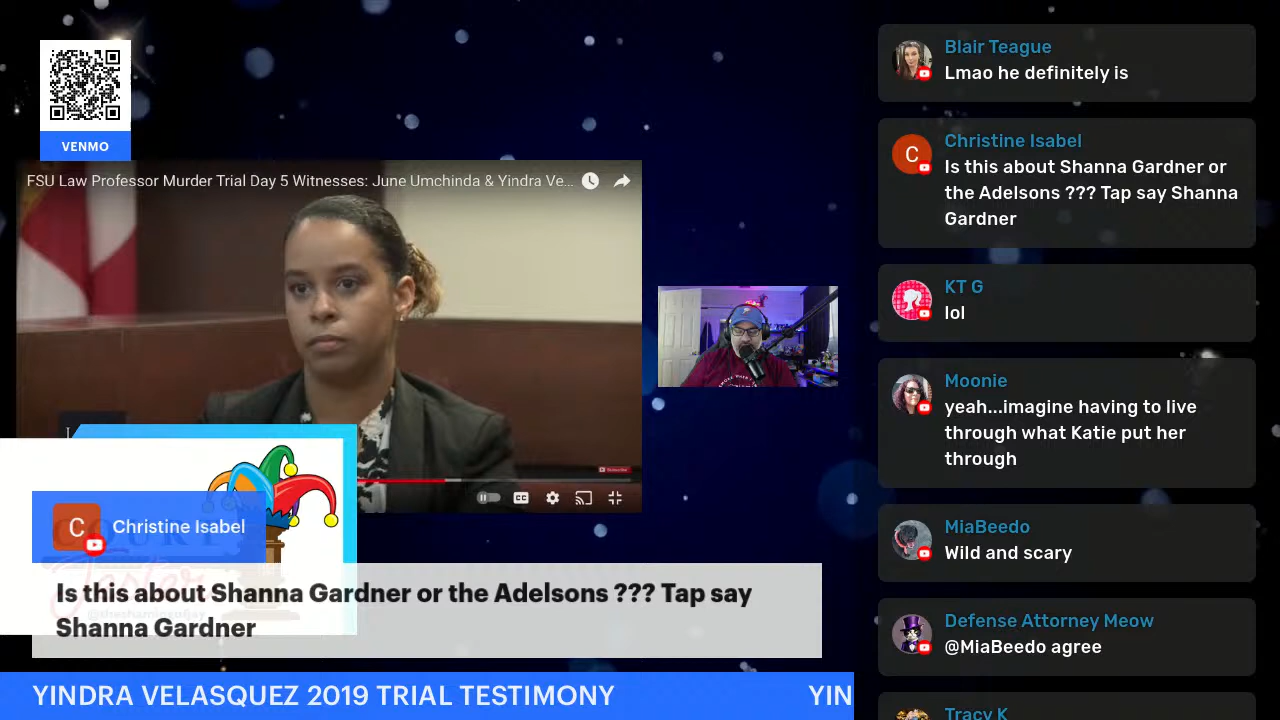 VENMO
FSU Law Professor Murder Trial Day 5 Witnesses: June Umchinda & Yindra Ve...
CC
Christine Isabel
Is this about Shanna Gardner or the Adelsons ??? Tap say
Shanna Gardner
YINDRA VELASQUEZ 2019 TRIAL TESTIMONY
YIN
Blair Teague
Lmao he definitely is
C
Christine Isabel
Is this about Shanna Gardner or
the Adelsons ??? Tap say Shanna
Gardner
KT G
lol
Moonie
yeah...imagine having to live
through what Katie put her
through
MiaBeedo
Wild and scary
Defense Attorney Meow
@MiaBeedo agree
Tracy K